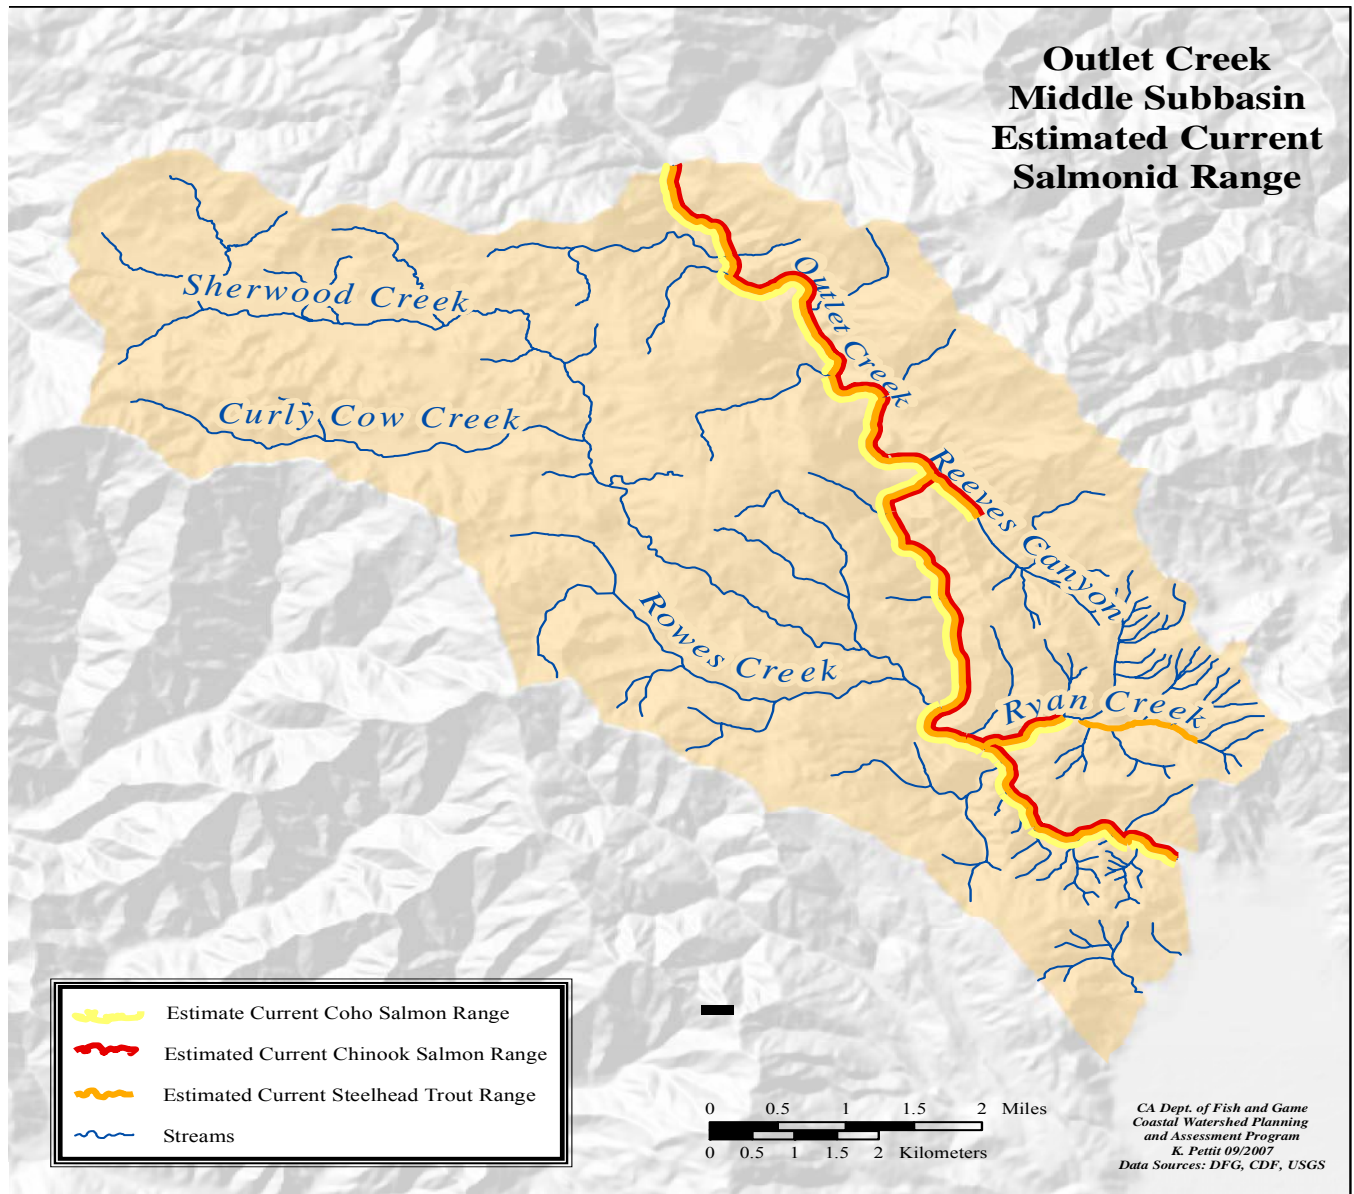 Outlet Creek
Middle Subbasin
Estimated Current
Salmonid Range
Sherwood Creek
Outlet Creek
Curly Cow Creek
Reeves Canyon
Rowes Creek
Ryan Creek
Estimate Current Coho Salmon Range
Estimated Current Chinook Salmon Range
Estimated Current Steelhead Trout Range
Streams
0 0.5 1 1.5 2 Miles
0 0.5 1 1.5 2 Kilometers
CA Dept. of Fish and Game
Coastal Watershed Planning
and Assessment Program
K. Pettit 09/2007
Data Sources: DFG, CDF, USGS